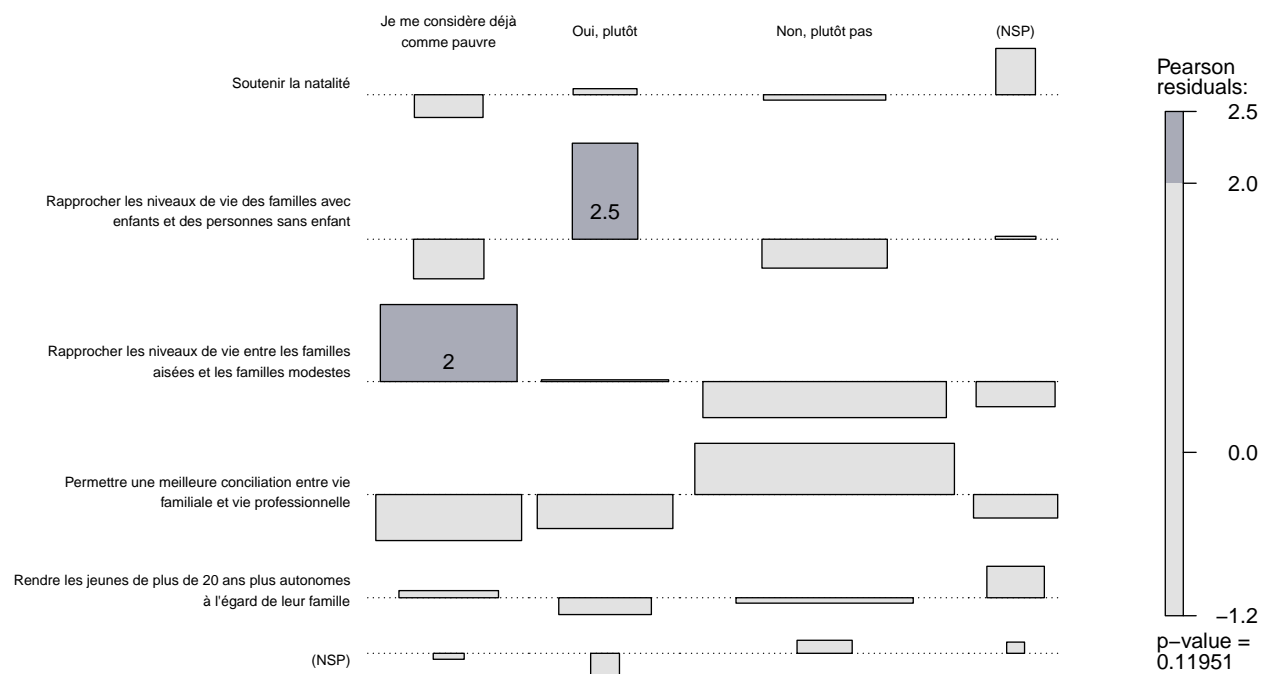 Je me considère déjà
comme pauvre
Oui, plutôt
Non, plutôt pas
(NSP)
Soutenir la natalité
Rapprocher les niveaux de vie des familles avec
enfants et des personnes sans enfant
2.5
Rapprocher les niveaux de vie entre les familles
aisées et les familles modestes
2
Permettre une meilleure conciliation entre vie
familiale et vie professionnelle
Rendre les jeunes de plus de 20 ans plus autonomes
à l'égard de leur famille
(NSP)
Pearson
residuals:
2.5
2.0
0.0
−1.2
p−value =
0.11951